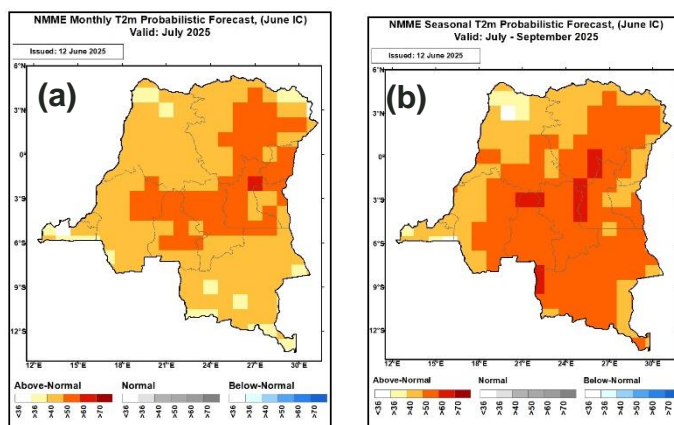 NMME Monthly T2m Probabilistic Forecast, (June IC)
Valid: July 2025
Issued: 12 June 2025
(a)
6°N
3°N
0°
3°S
6°S
9°S
12°S
12°E 15°E 18°E 21°E 24°E 27°E 30°E
Above-Normal Normal Below-Normal
<36 >36 >40 >50 >60 >70 <36 >36 >40 >50 >60 >70 <36 >36 >40 >50 >60 >70
NMME Seasonal T2m Probabilistic Forecast, (June IC)
Valid: July - September 2025
Issued: 12 June 2025
(b)
6°N
3°N
0°
3°S
6°S
9°S
12°S
12°E 15°E 18°E 21°E 24°E 27°E 30°E
Above-Normal Normal Below-Normal
<36 >36 >40 >50 >60 >70 <36 >36 >40 >50 >60 >70 <36 >36 >40 >50 >60 >70